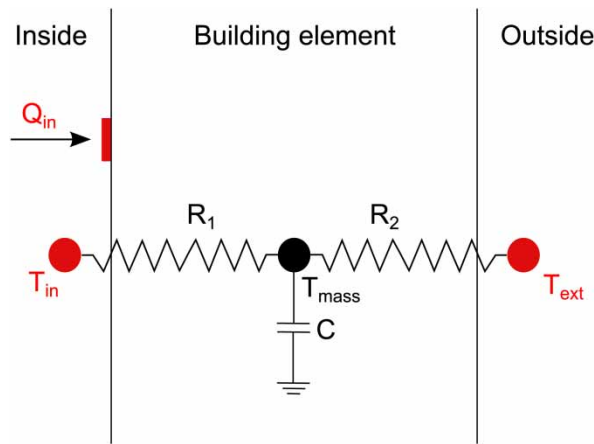 Inside
Building element
Outside
Q_in
R_1
R_2
T_in
T_mass
T_ext
C